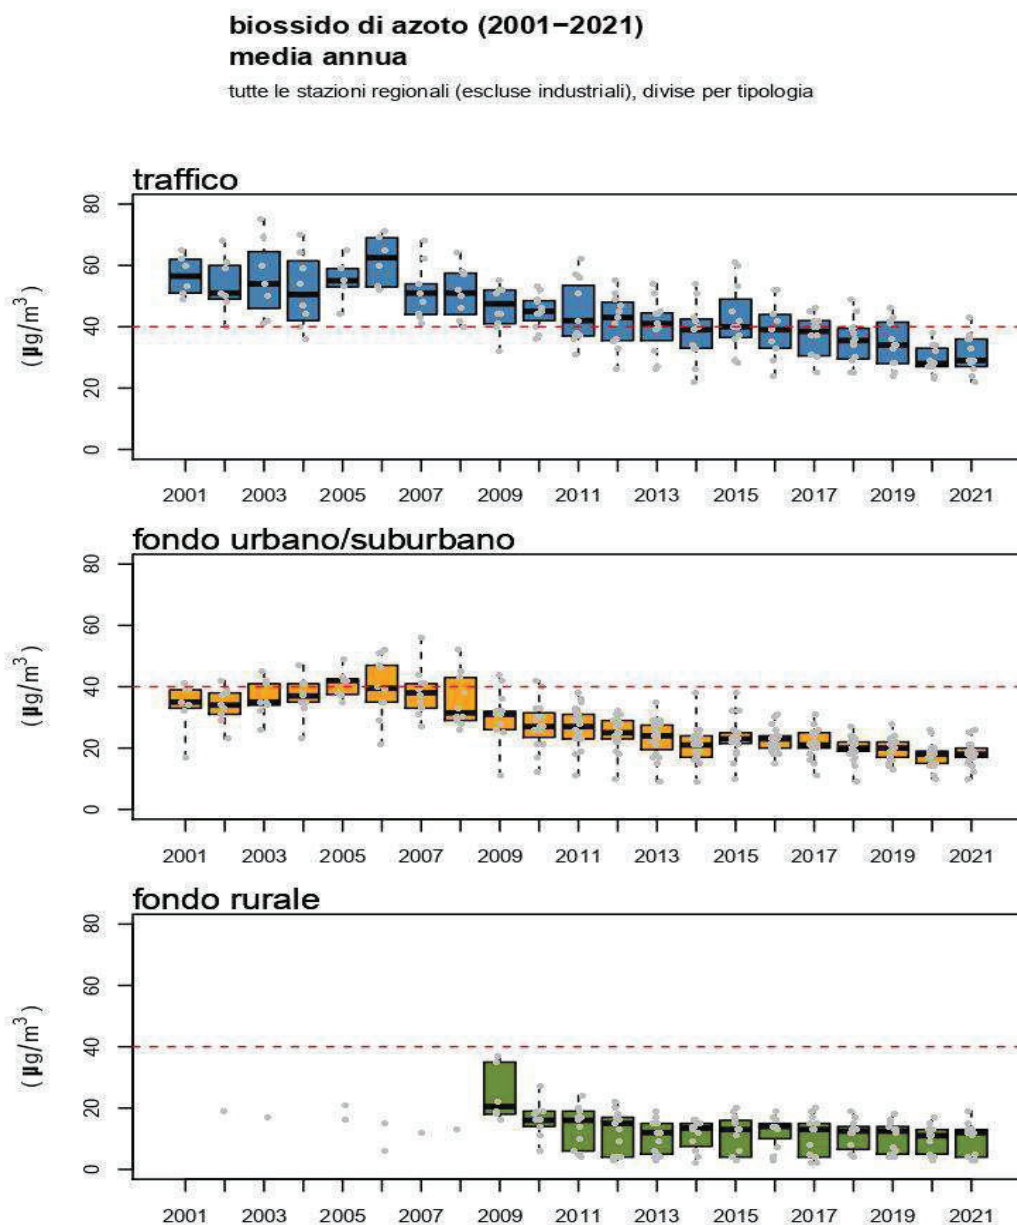 biossido di azoto (2001−2021)
media annua
tutte le stazioni regionali (escluse industriali), divise per tipologia
traffico
(µg/m³)
80
60
40
20
0
2001 2003 2005 2007 2009 2011 2013 2015 2017 2019 2021
fondo urbano/suburbano
(µg/m³)
80
60
40
20
0
2001 2003 2005 2007 2009 2011 2013 2015 2017 2019 2021
fondo rurale
(µg/m³)
80
60
40
20
0
2001 2003 2005 2007 2009 2011 2013 2015 2017 2019 2021